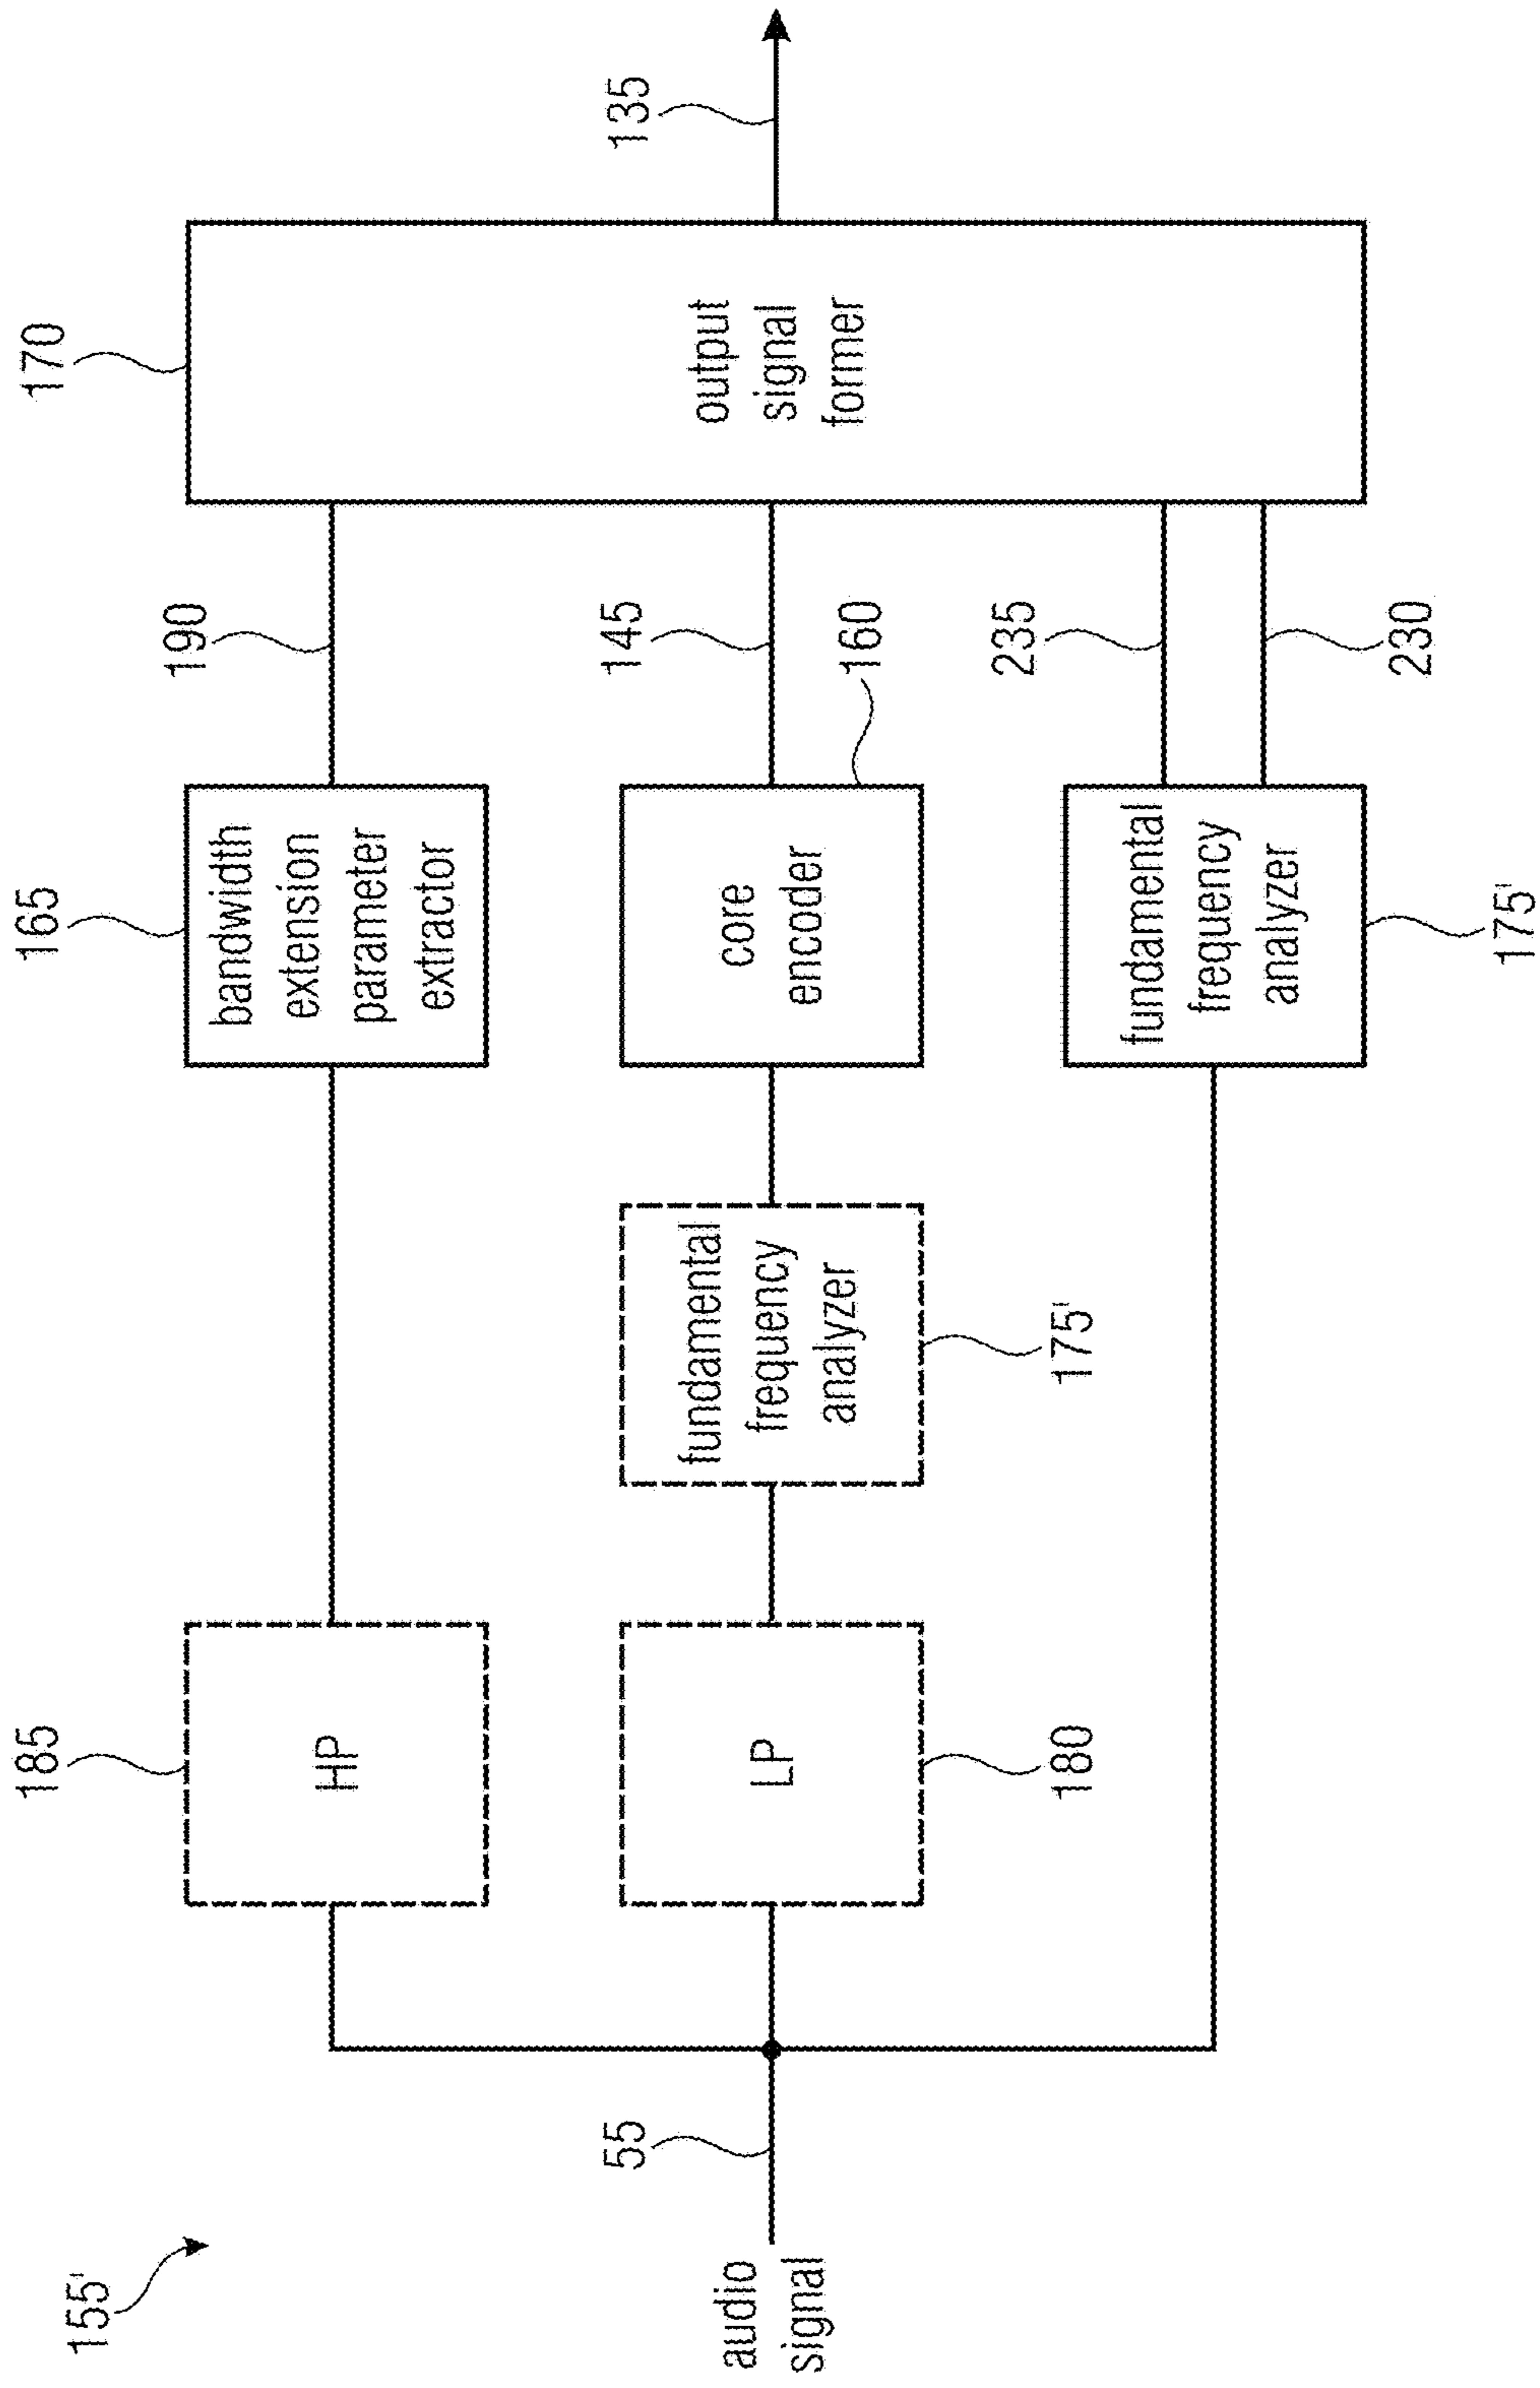 155'
audio
signal
55
185
HP
LP
180
fundamental
frequency
analyzer
175'
165
bandwidth
extension
parameter
extractor
core
encoder
160
fundamental
frequency
analyzer
175'
190
145
235
230
170
output
signal
former
135